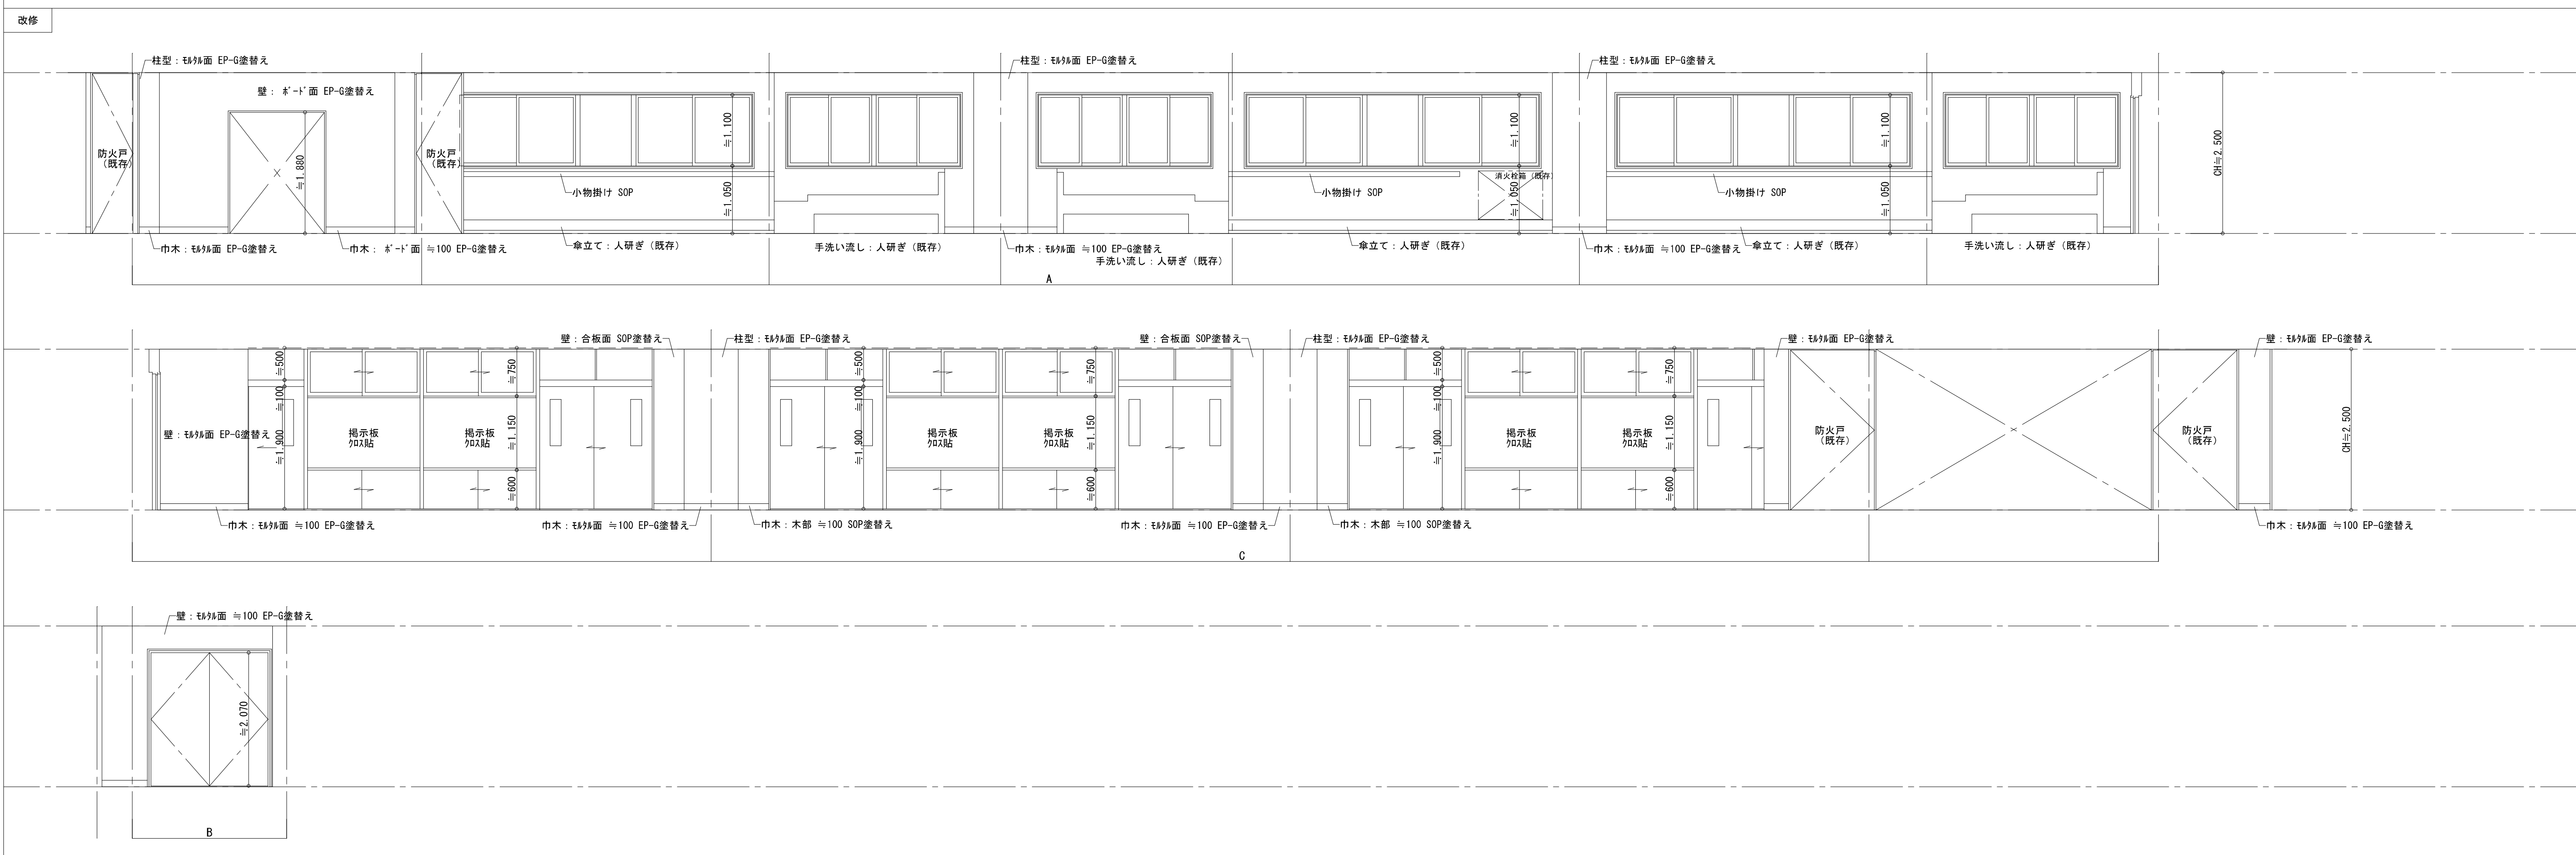 改修
柱型：ﾓﾙﾀﾙ面 EP-G塗替え
柱型：ﾓﾙﾀﾙ面 EP-G塗替え
柱型：ﾓﾙﾀﾙ面 EP-G塗替え
壁： ﾎﾞｰﾄﾞ面 EP-G塗替え
防火戸
（既存）
≒1.880
防火戸
（既存）
≒1.100
≒1.050
小物掛け SOP
≒1.100
≒1.050
小物掛け SOP
消火栓箱（既存）
≒1.100
≒1.050
小物掛け SOP
CH≒2.500
巾木：ﾓﾙﾀﾙ面 EP-G塗替え
巾木： ﾎﾞｰﾄﾞ面 ≒100 EP-G塗替え
傘立て：人研ぎ（既存）
手洗い流し：人研ぎ（既存）
巾木：ﾓﾙﾀﾙ面 ≒100 EP-G塗替え
手洗い流し：人研ぎ（既存）
傘立て：人研ぎ（既存）
巾木：ﾓﾙﾀﾙ面 ≒100 EP-G塗替え
傘立て：人研ぎ（既存）
手洗い流し：人研ぎ（既存）
A
壁：合板面 SOP塗替え
柱型：ﾓﾙﾀﾙ面 EP-G塗替え
壁：合板面 SOP塗替え
柱型：ﾓﾙﾀﾙ面 EP-G塗替え
壁：ﾓﾙﾀﾙ面 EP-G塗替え
壁：ﾓﾙﾀﾙ面 EP-G塗替え
壁：ﾓﾙﾀﾙ面 EP-G塗替え
≒500
≒100
≒1.900
掲示板
ｸﾛｽ貼
掲示板
ｸﾛｽ貼
≒750
≒1.150
≒600
≒500
≒100
≒1.900
掲示板
ｸﾛｽ貼
掲示板
ｸﾛｽ貼
≒750
≒1.150
≒600
≒500
≒100
≒1.900
掲示板
ｸﾛｽ貼
掲示板
ｸﾛｽ貼
≒750
≒1.150
≒600
防火戸
（既存）
防火戸
（既存）
CH≒2.500
巾木：ﾓﾙﾀﾙ面 ≒100 EP-G塗替え
巾木：ﾓﾙﾀﾙ面 ≒100 EP-G塗替え
巾木：木部 ≒100 SOP塗替え
巾木：ﾓﾙﾀﾙ面 ≒100 EP-G塗替え
巾木：木部 ≒100 SOP塗替え
巾木：ﾓﾙﾀﾙ面 ≒100 EP-G塗替え
C
壁：ﾓﾙﾀﾙ面 ≒100 EP-G塗替え
≒2.070
B